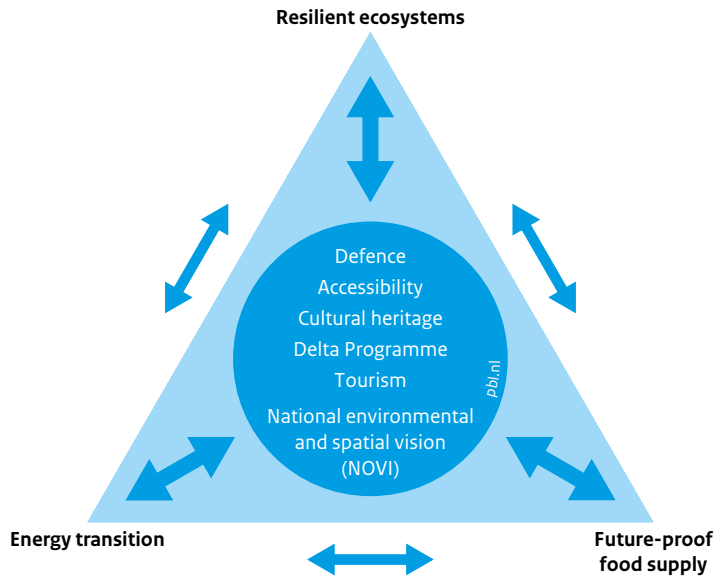 Resilient ecosystems
Defence
Accessibility
Cultural heritage
Delta Programme
Tourism
National environmental
and spatial vision
(NOVI)
pbl.nl
Energy transition
Future-proof
food supply